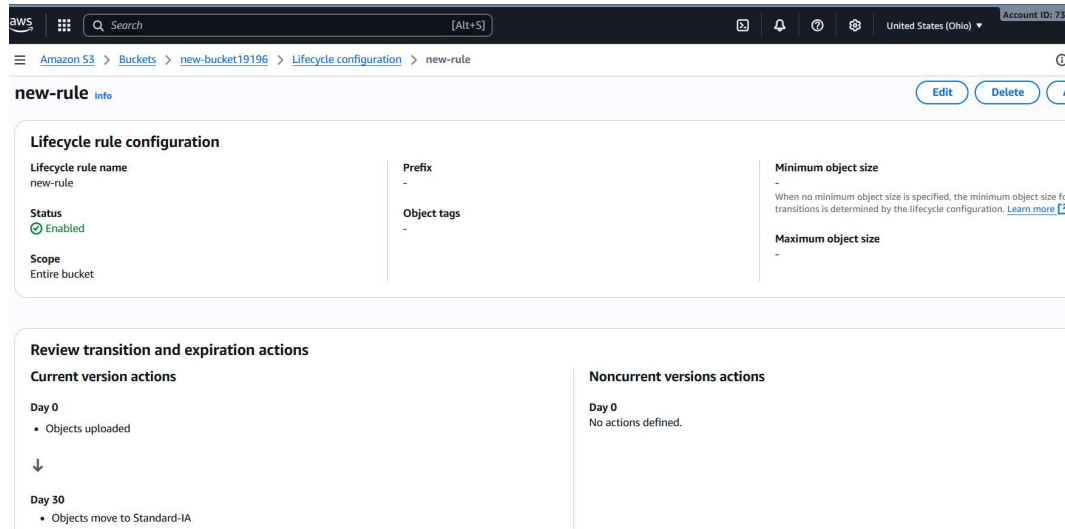 aws
Search [Alt+S]
United States (Ohio) ▼
Account ID: 73
Amazon S3 > Buckets > new-bucket19196 > Lifecycle configuration > new-rule
new-rule Info
Edit Delete
Lifecycle rule configuration
Lifecycle rule name
new-rule
Status
Enabled
Scope
Entire bucket
Prefix
-
Object tags
-
Minimum object size
-
When no minimum object size is specified, the minimum object size
transitions is determined by the lifecycle configuration. Learn more
Maximum object size
-
Review transition and expiration actions
Current version actions
Day 0
• Objects uploaded
↓
Day 30
• Objects move to Standard-IA
Noncurrent versions actions
Day 0
No actions defined.